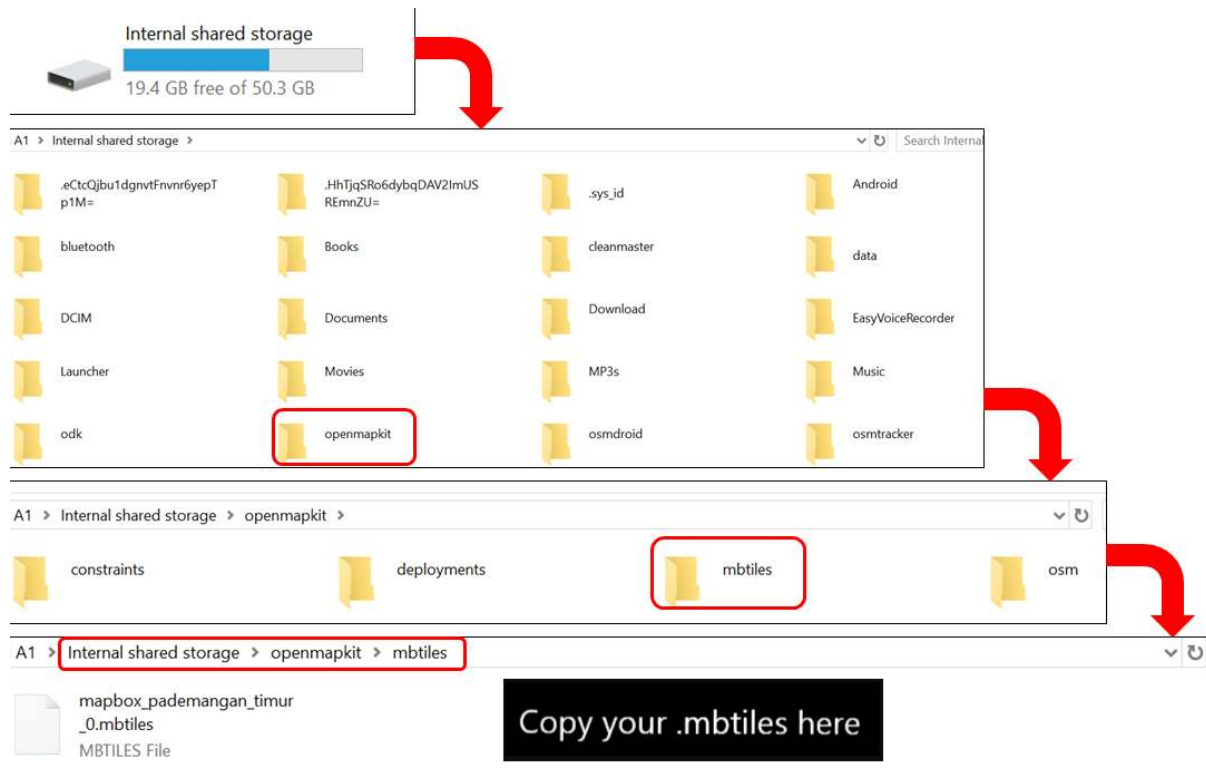 Internal shared storage
19.4 GB free of 50.3 GB
A1 > Internal shared storage >
Search Internal
.eCtcQjbu1dgnvtFnvnr6yepT
p1M=
.HhTjqSRo6dybqDAV2ImUS
REmnZU=
.sys_id
Android
bluetooth
Books
cleanmaster
data
DCIM
Documents
Download
EasyVoiceRecorder
Launcher
Movies
MP3s
Music
odk
openmapkit
osmdroid
osmtracker
A1 > Internal shared storage > openmapkit >
constraints
deployments
mbtiles
osm
A1 > Internal shared storage > openmapkit > mbtiles
mapbox_pademangan_timur
_0.mbtiles
MBTILES File
Copy your .mbtiles here